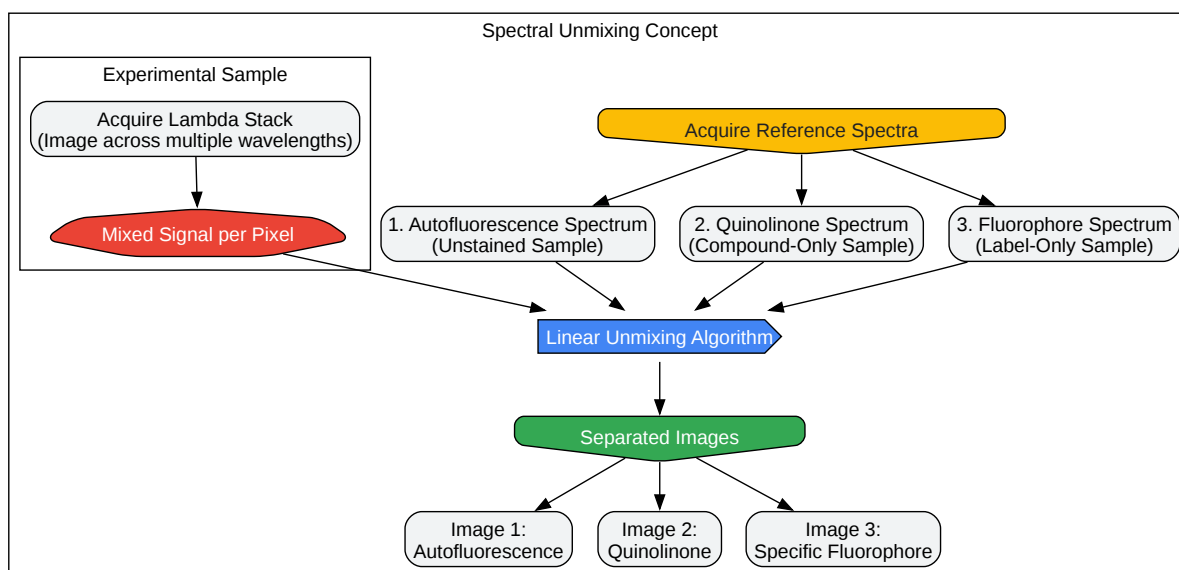 Spectral Unmixing Concept
Experimental Sample
Acquire Lambda Stack
(Image across multiple wavelengths)
Mixed Signal per Pixel
Acquire Reference Spectra
1. Autofluorescence Spectrum
(Unstained Sample)
2. Quinolinone Spectrum
(Compound-Only Sample)
3. Fluorophore Spectrum
(Label-Only Sample)
Linear Unmixing Algorithm
Separated Images
Image 1:
Autofluorescence
Image 2:
Quinolinone
Image 3:
Specific Fluorophore